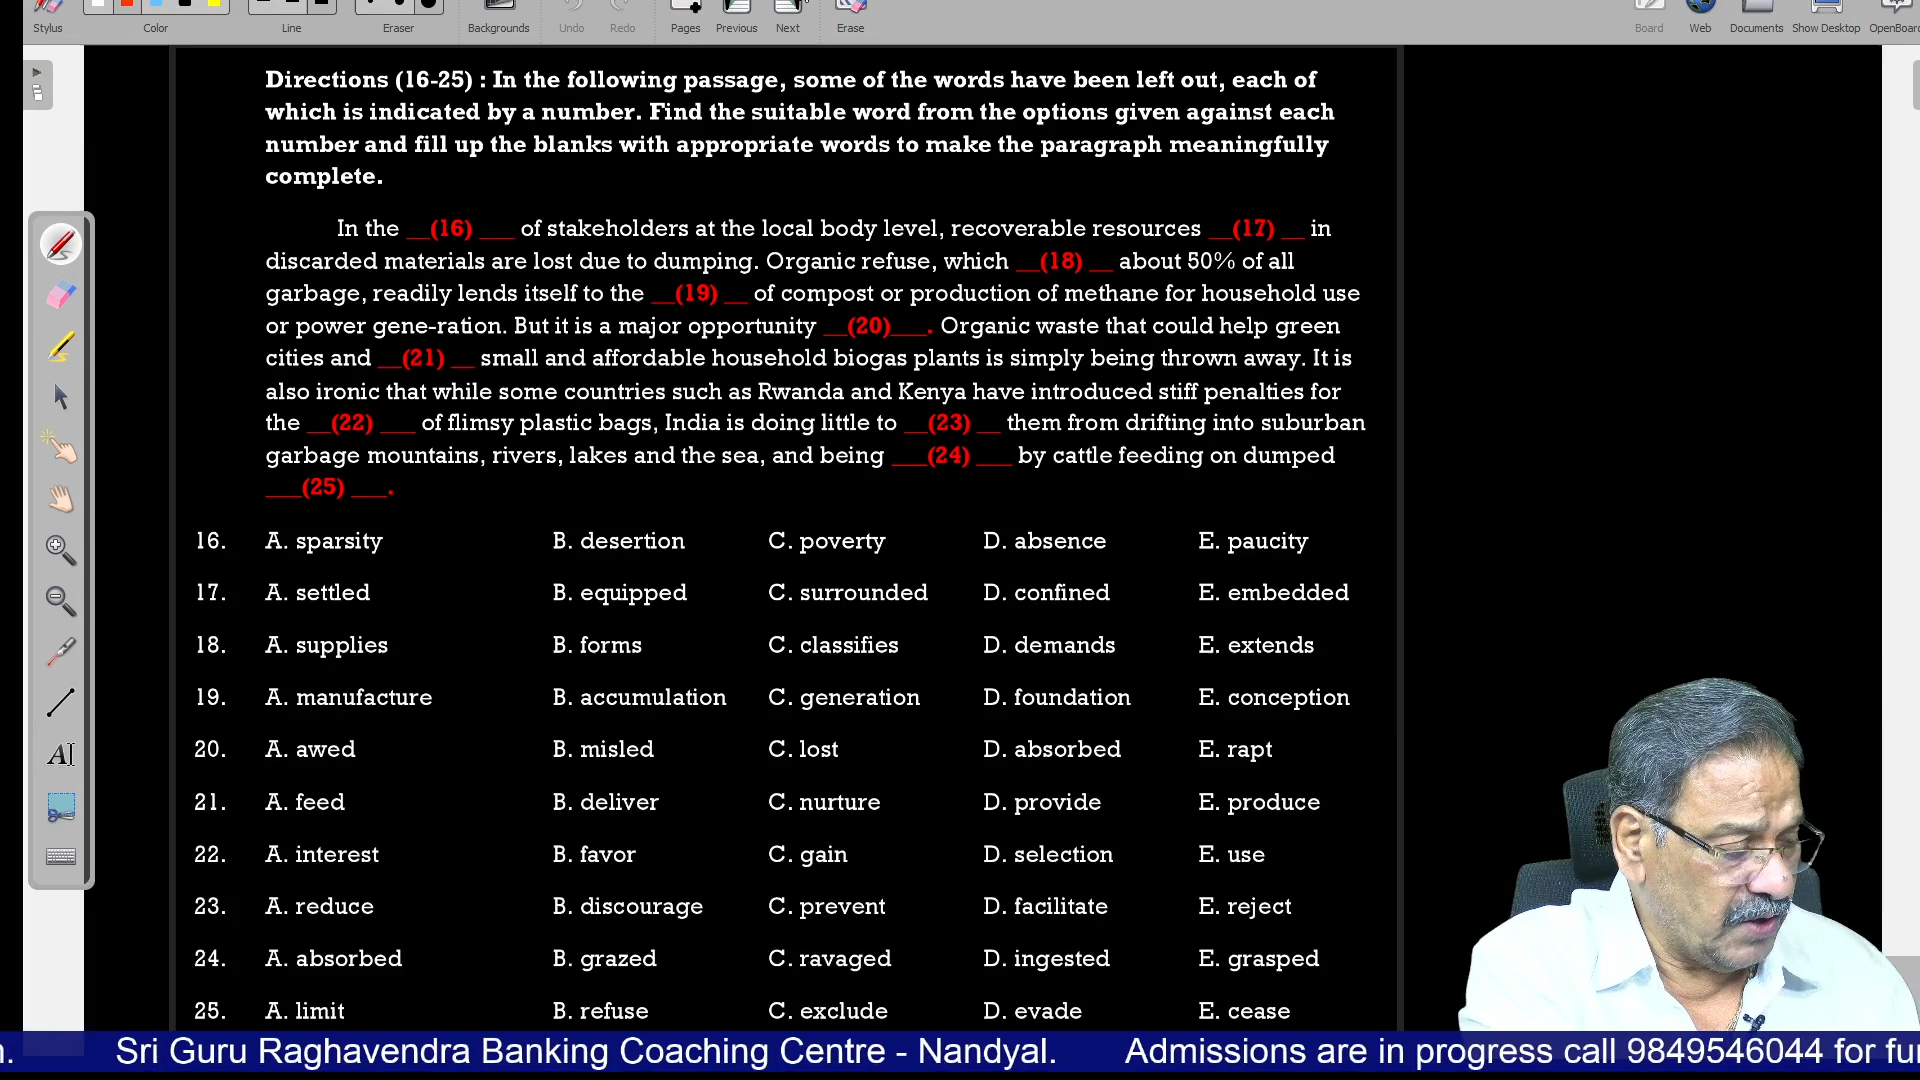 Stylus Color Line Eraser Backgrounds Undo Redo Pages Previous Next Erase Board Web Documents Show Desktop OpenBoard
Directions (16-25) : In the following passage, some of the words have been left out, each of
which is indicated by a number. Find the suitable word from the options given against each
number and fill up the blanks with appropriate words to make the paragraph meaningfully
complete.
In the __(16) ___ of stakeholders at the local body level, recoverable resources __(17) __ in
discarded materials are lost due to dumping. Organic refuse, which __(18) __ about 50% of all
garbage, readily lends itself to the __(19) __ of compost or production of methane for household use
or power gene-ration. But it is a major opportunity __(20)___. Organic waste that could help green
cities and __(21) __ small and affordable household biogas plants is simply being thrown away. It is
also ironic that while some countries such as Rwanda and Kenya have introduced stiff penalties for
the __(22) ___ of flimsy plastic bags, India is doing little to __(23) __ them from drifting into suburban
garbage mountains, rivers, lakes and the sea, and being ___(24) ___ by cattle feeding on dumped
___(25) ___.
16. A. sparsity B. desertion C. poverty D. absence E. paucity
17. A. settled B. equipped C. surrounded D. confined E. embedded
18. A. supplies B. forms C. classifies D. demands E. extends
19. A. manufacture B. accumulation C. generation D. foundation E. conception
20. A. awed B. misled C. lost D. absorbed E. rapt
21. A. feed B. deliver C. nurture D. provide E. produce
22. A. interest B. favor C. gain D. selection E. use
23. A. reduce B. discourage C. prevent D. facilitate E. reject
24. A. absorbed B. grazed C. ravaged D. ingested E. grasped
25. A. limit B. refuse C. exclude D. evade E. cease
Sri Guru Raghavendra Banking Coaching Centre - Nandyal. Admissions are in progress call 9849546044 for